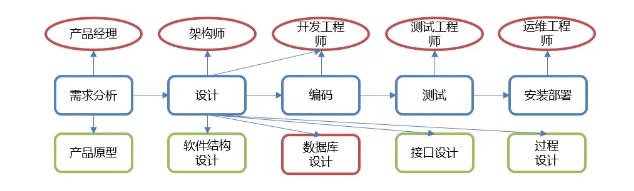 产品经理
架构师
开发工程
师
测试工程
师
运维工程
师
需求分析
设计
编码
测试
安装部署
产品原型
软件结构
设计
数据库
设计
接口设计
过程
设计